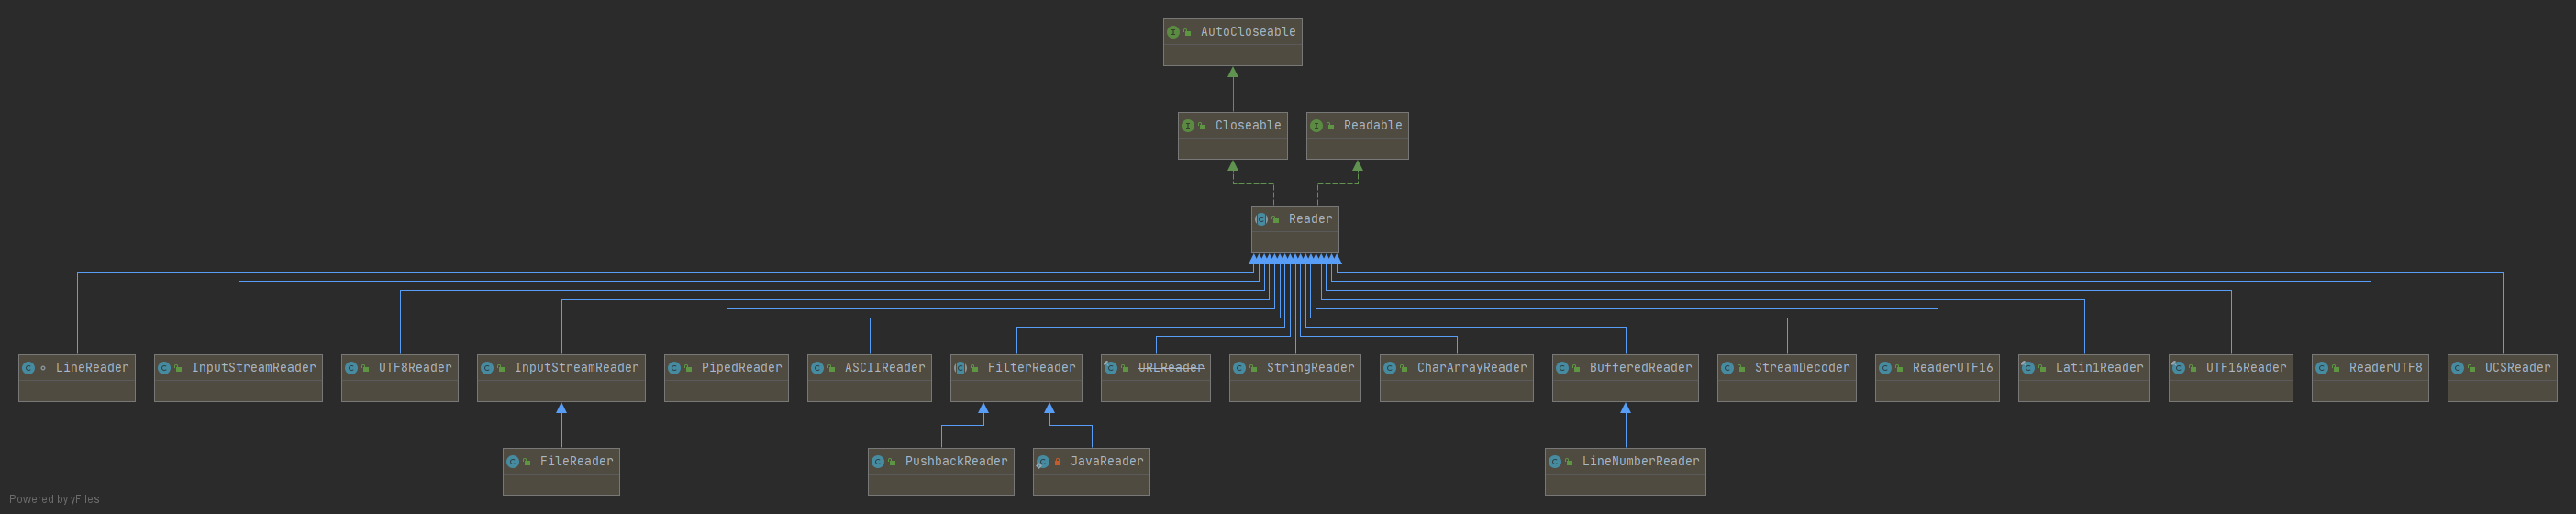 AutoCloseable
Closeable
Readable
Reader
LineReader
InputStreamReader
UTF8Reader
InputStreamReader
PipedReader
ASCIIReader
FilterReader
URLReader
StringReader
CharArrayReader
BufferedReader
StreamDecoder
ReaderUTF16
Latin1Reader
UTF16Reader
ReaderUTF8
UCSReader
FileReader
PushbackReader
JavaReader
LineNumberReader
Powered by yFiles